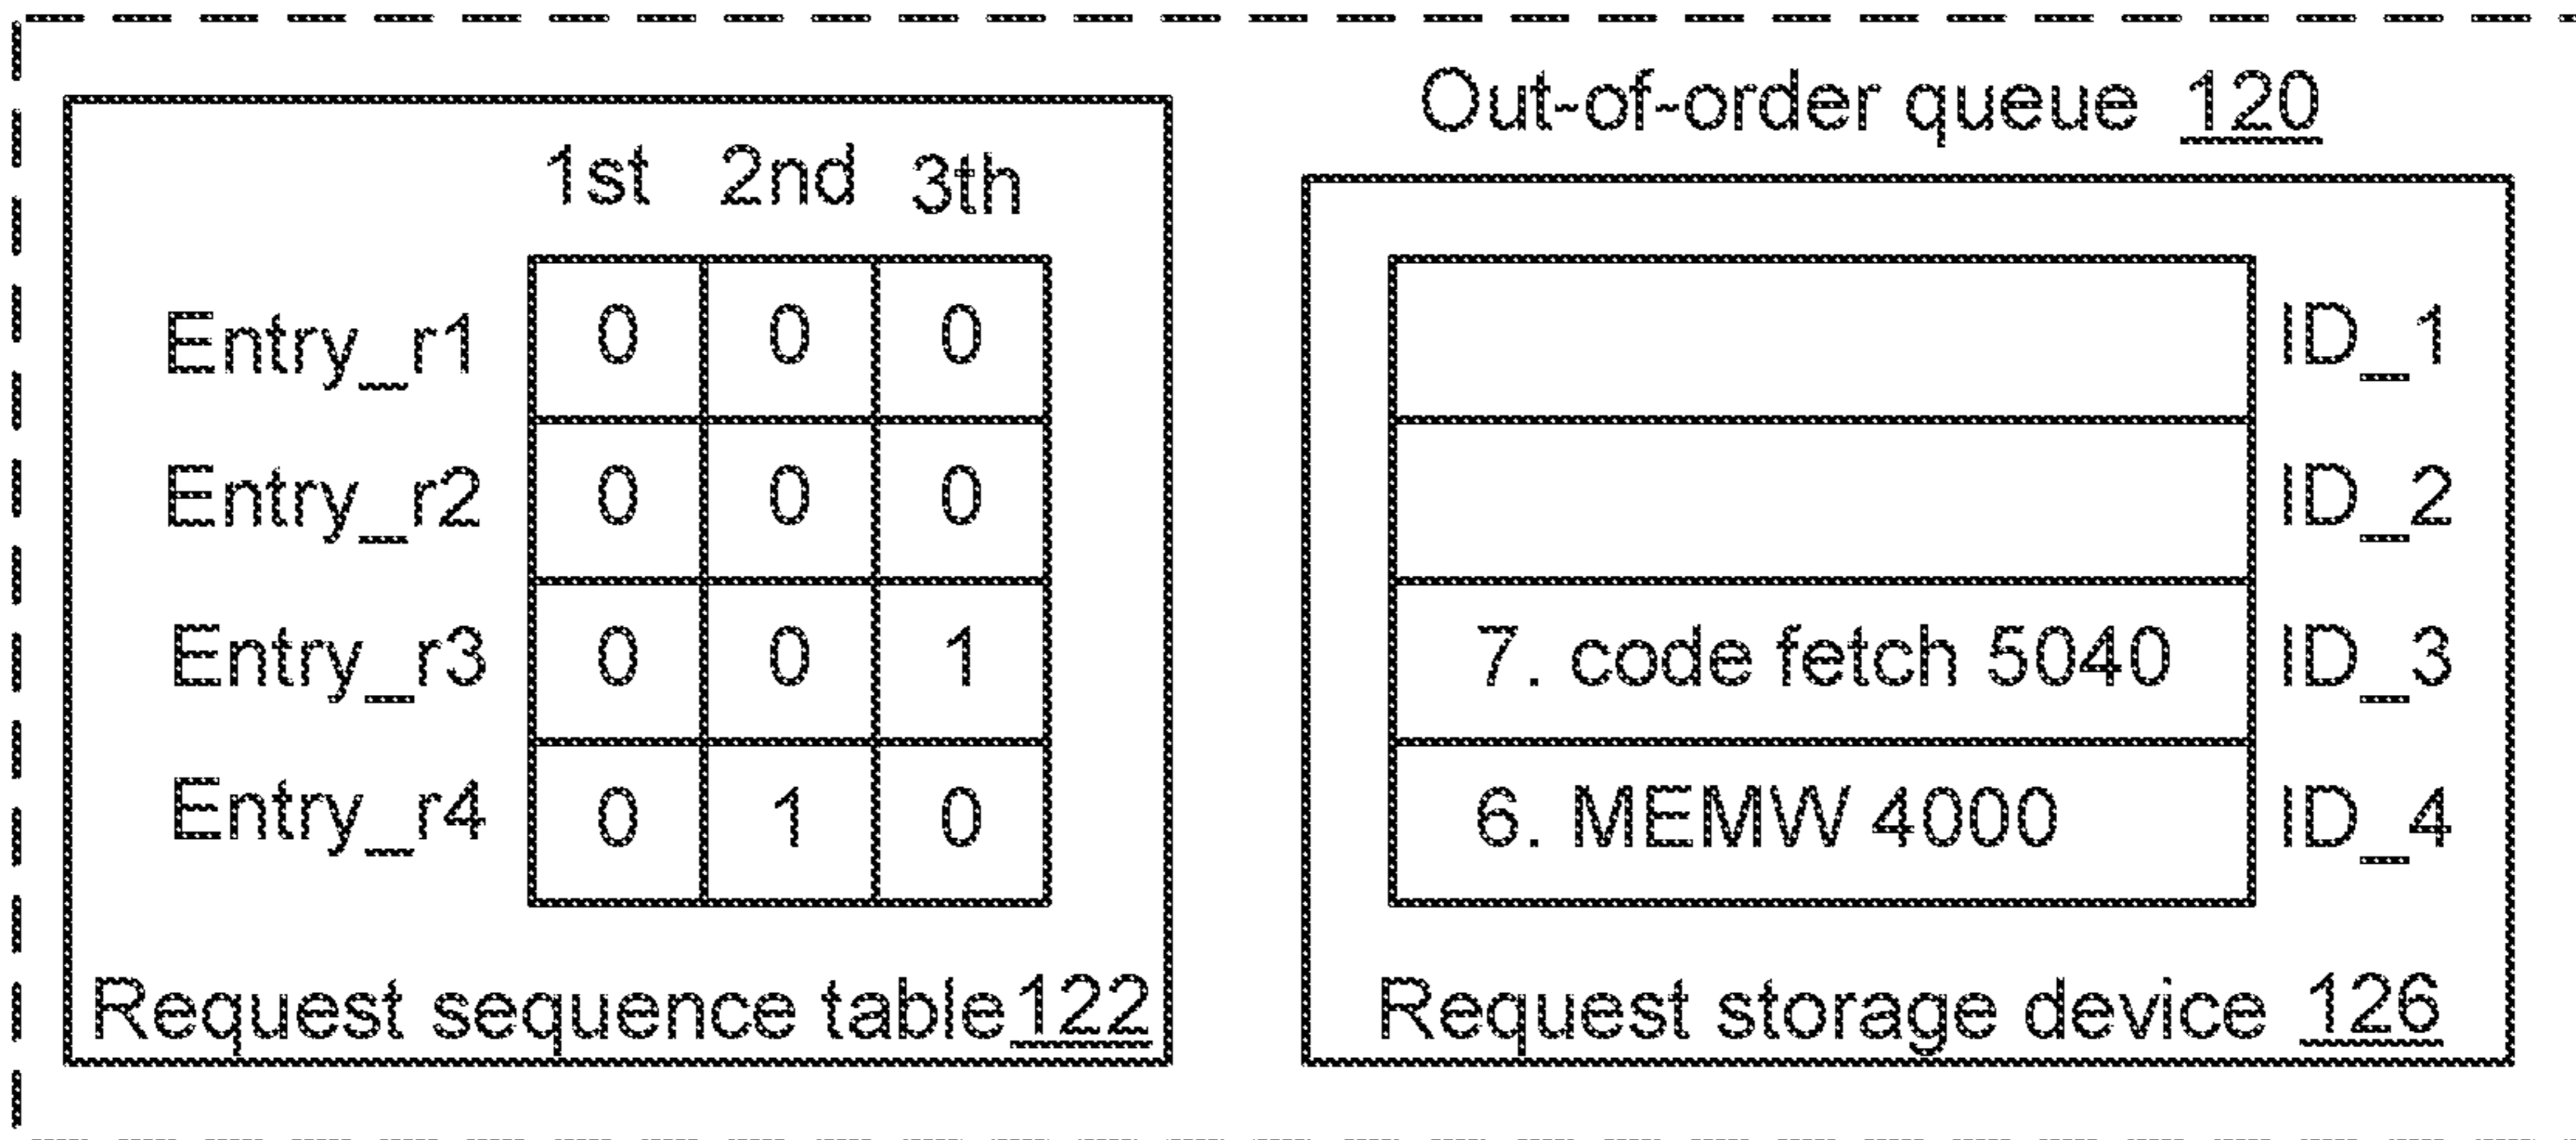 Out-of-order queue 120
1st 2nd 3th
Entry_r1 0 0 0
Entry_r2 0 0 0
Entry_r3 0 0 1
Entry_r4 0 1 0
Request sequence table 122
ID_1
ID_2
7. code fetch 5040 ID_3
6. MEMW 4000 ID_4
Request storage device 126